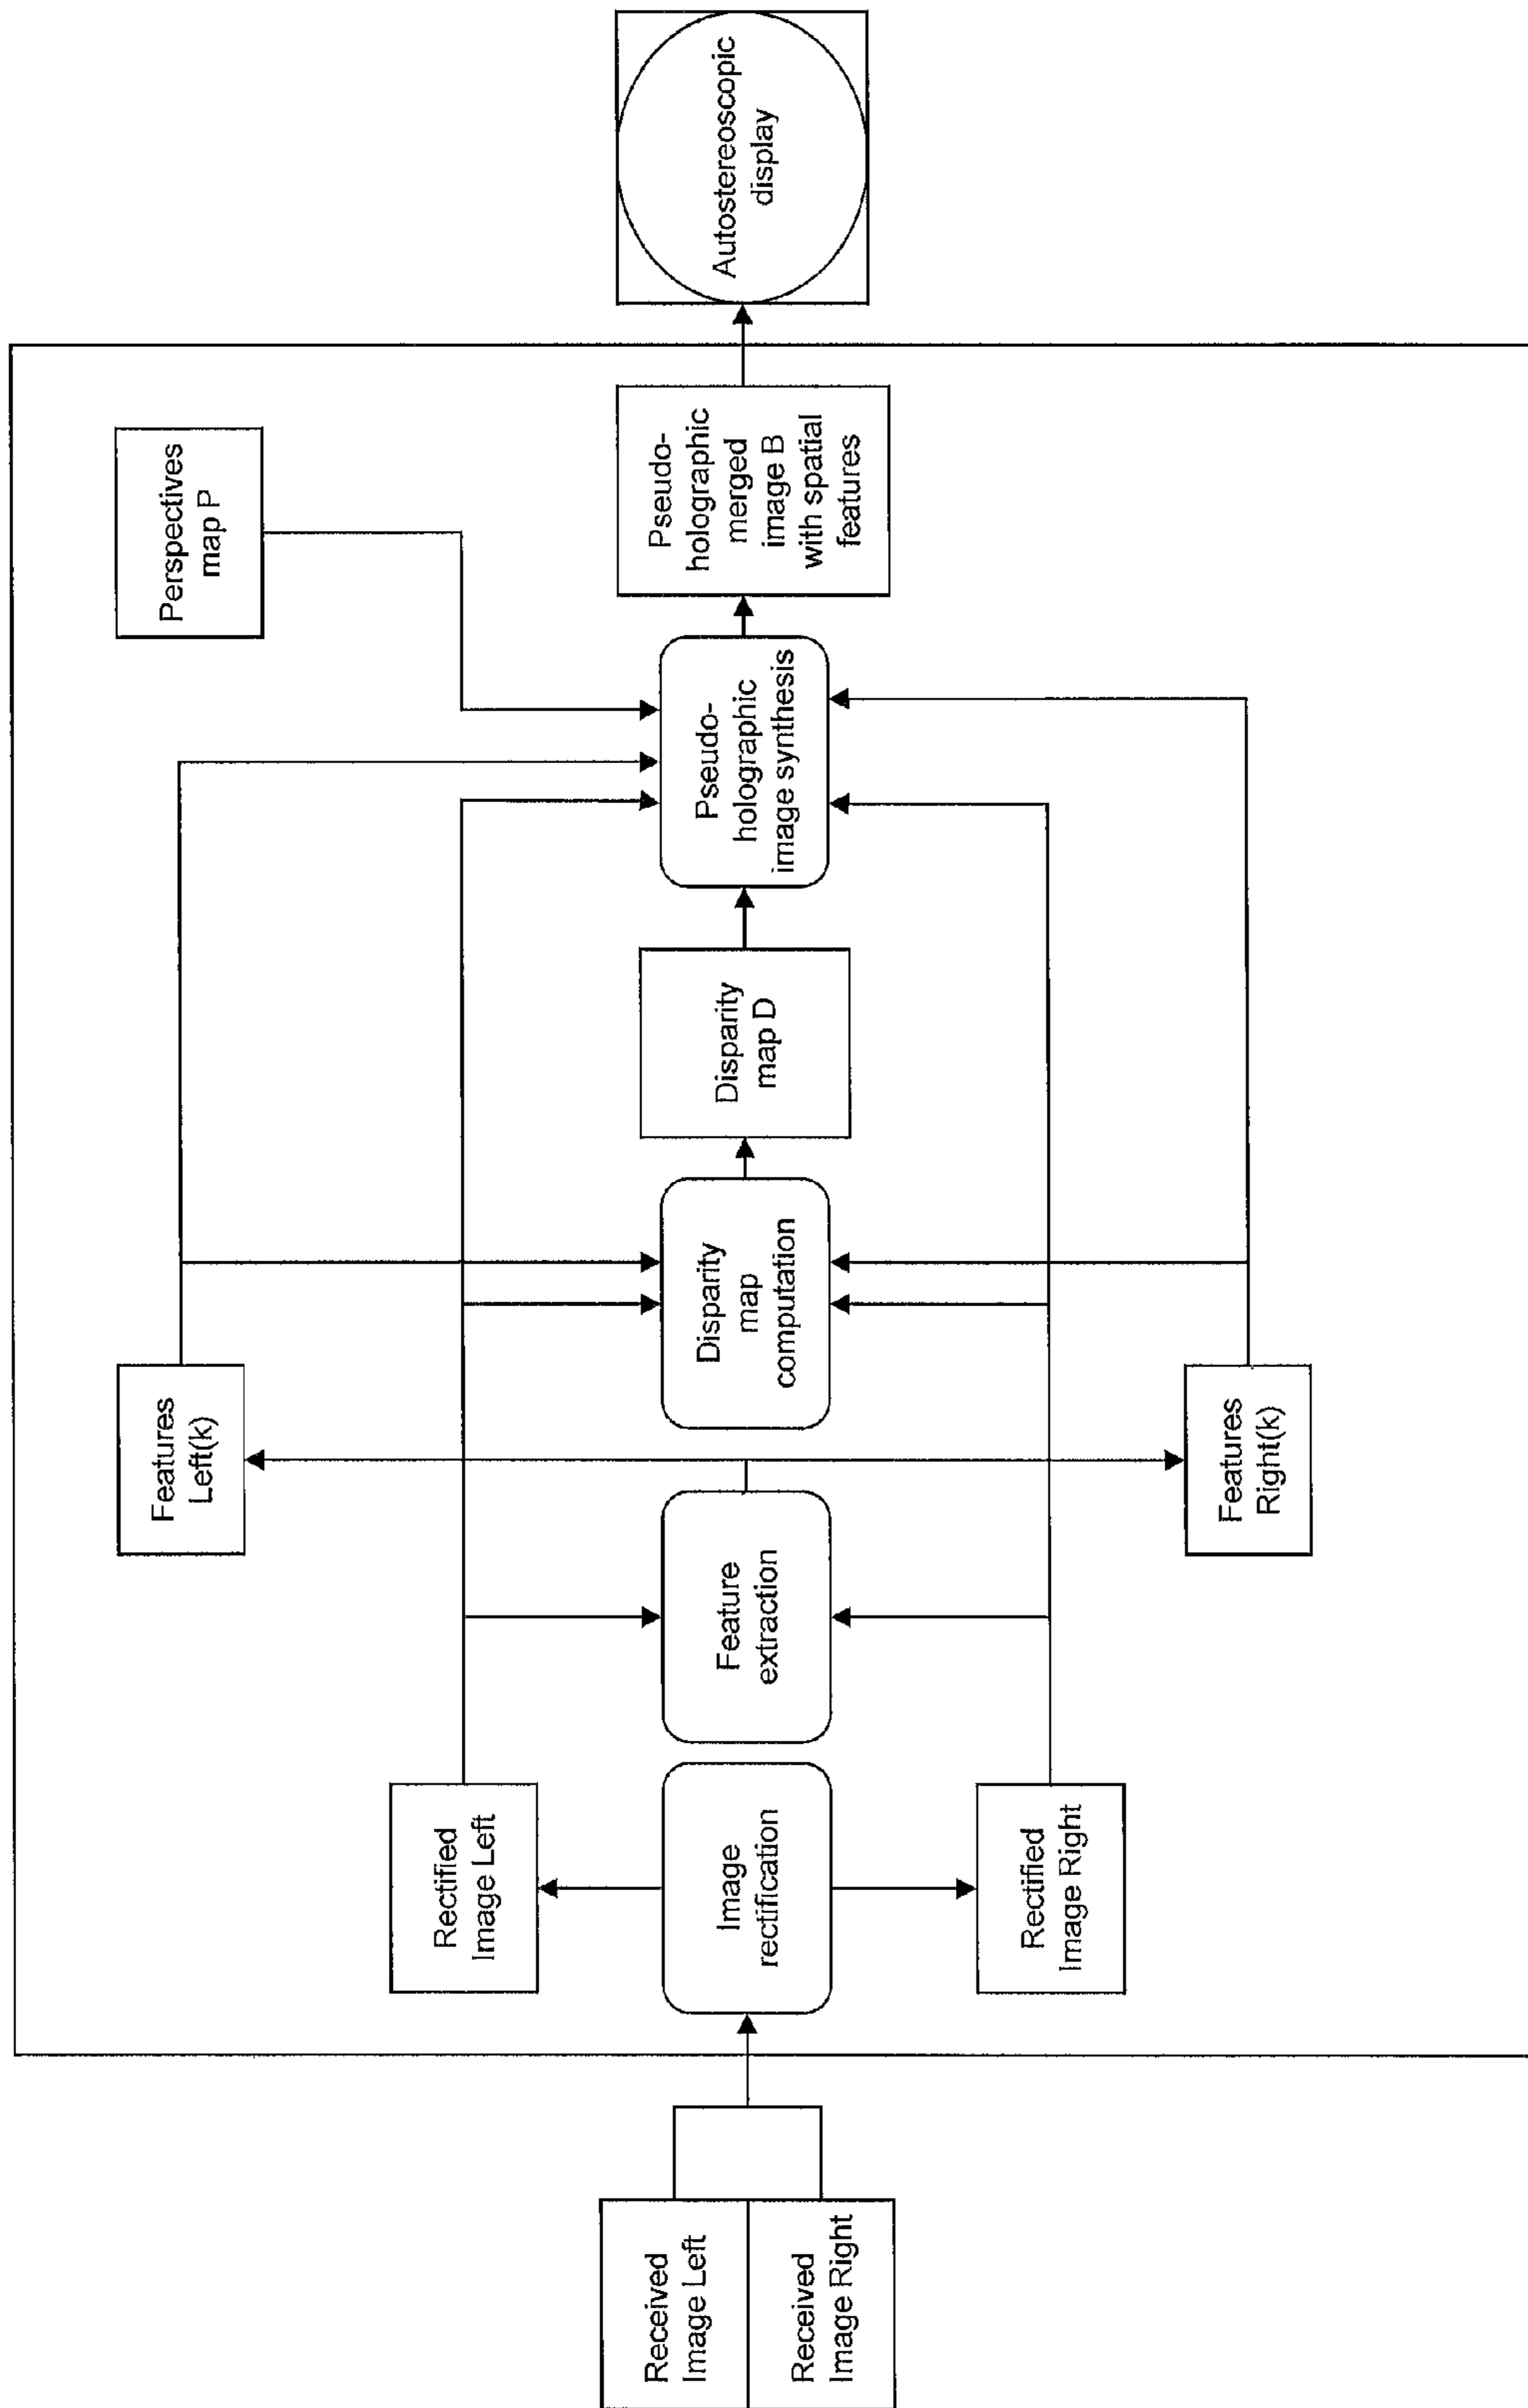 Received
Image Left
Received
Image Right
Image
rectification
Rectified
Image Left
Rectified
Image Right
Feature
extraction
Features
Left(k)
Features
Right(k)
Disparity
map
computation
Disparity
map D
Perspectives
map P
Pseudo-
holographic
image synthesis
Pseudo-
holographic
merged
image B
with spatial
features
Autostereoscopic
display